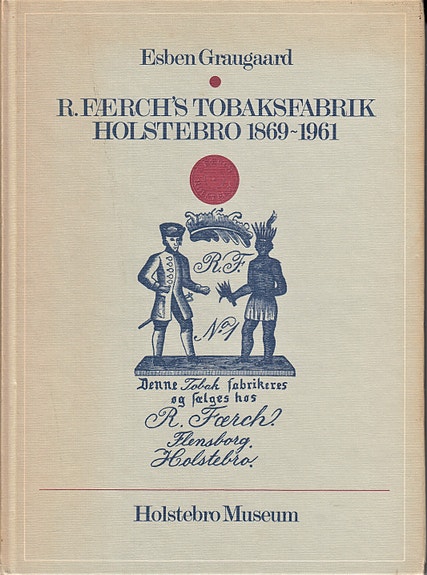 Esben Graugaard
R. FÆRCH'S TOBAKSFABRIK
HOLSTEBRO 1869~1961
R.F
No 1
Denne Tobak fabrikeres
og sælges hos
R. Færch.
Flensborg.
Holstebro.
Holstebro Museum